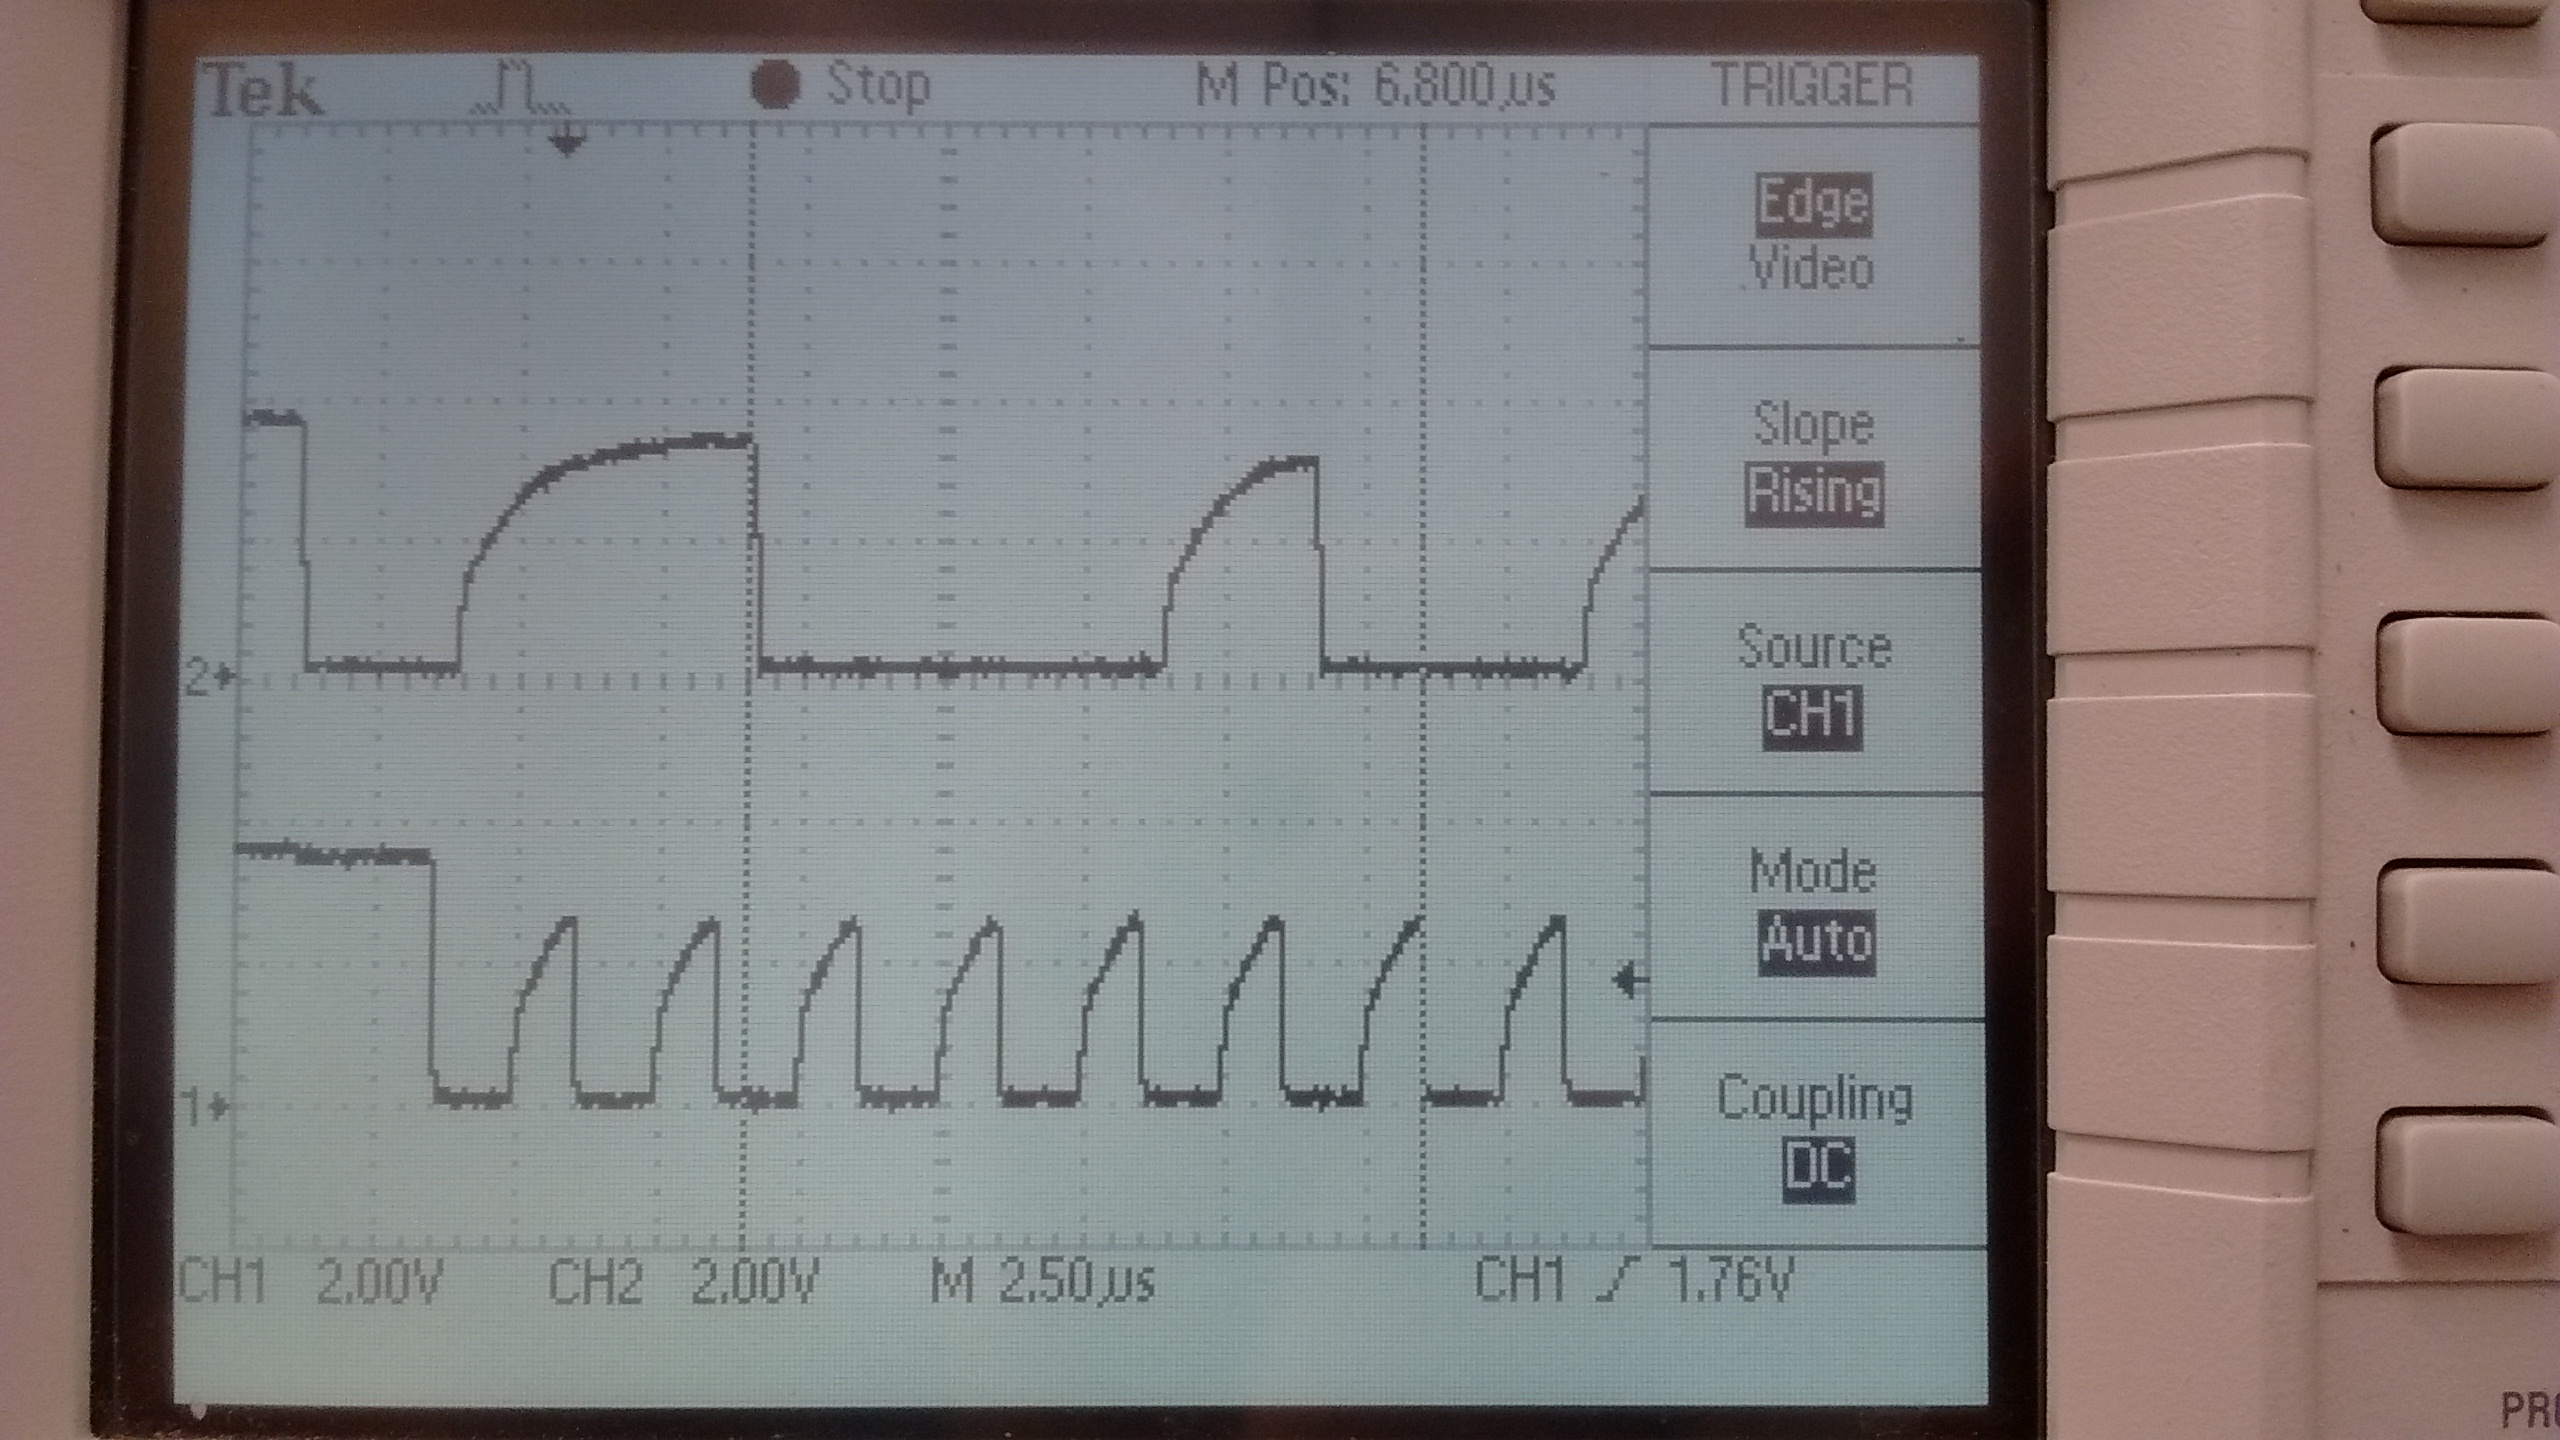 Tek Stop M Pos: 6.800µs TRIGGER
Edge
Video
Slope
Rising
Source
CH1
Mode
Auto
Coupling
DC
2
1
CH1 2.00V CH2 2.00V M 2.50µs CH1 1.76V